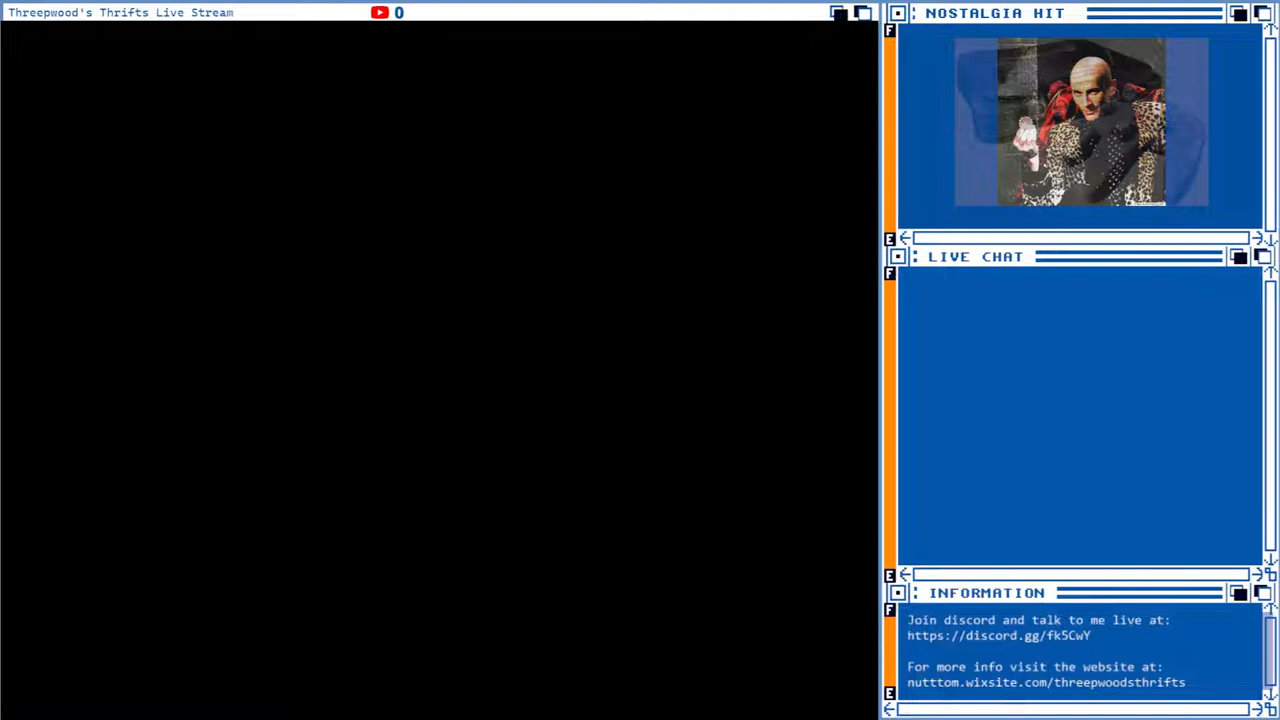 Threepwood's Thrifts Live Stream
0
NOSTALGIA HIT
F
E
LIVE CHAT
F
E
INFORMATION
F
Join discord and talk to me live at:
https://discord.gg/fk5CwY
For more info visit the website at:
nutttom.wixsite.com/threepwoodsthrifts
E